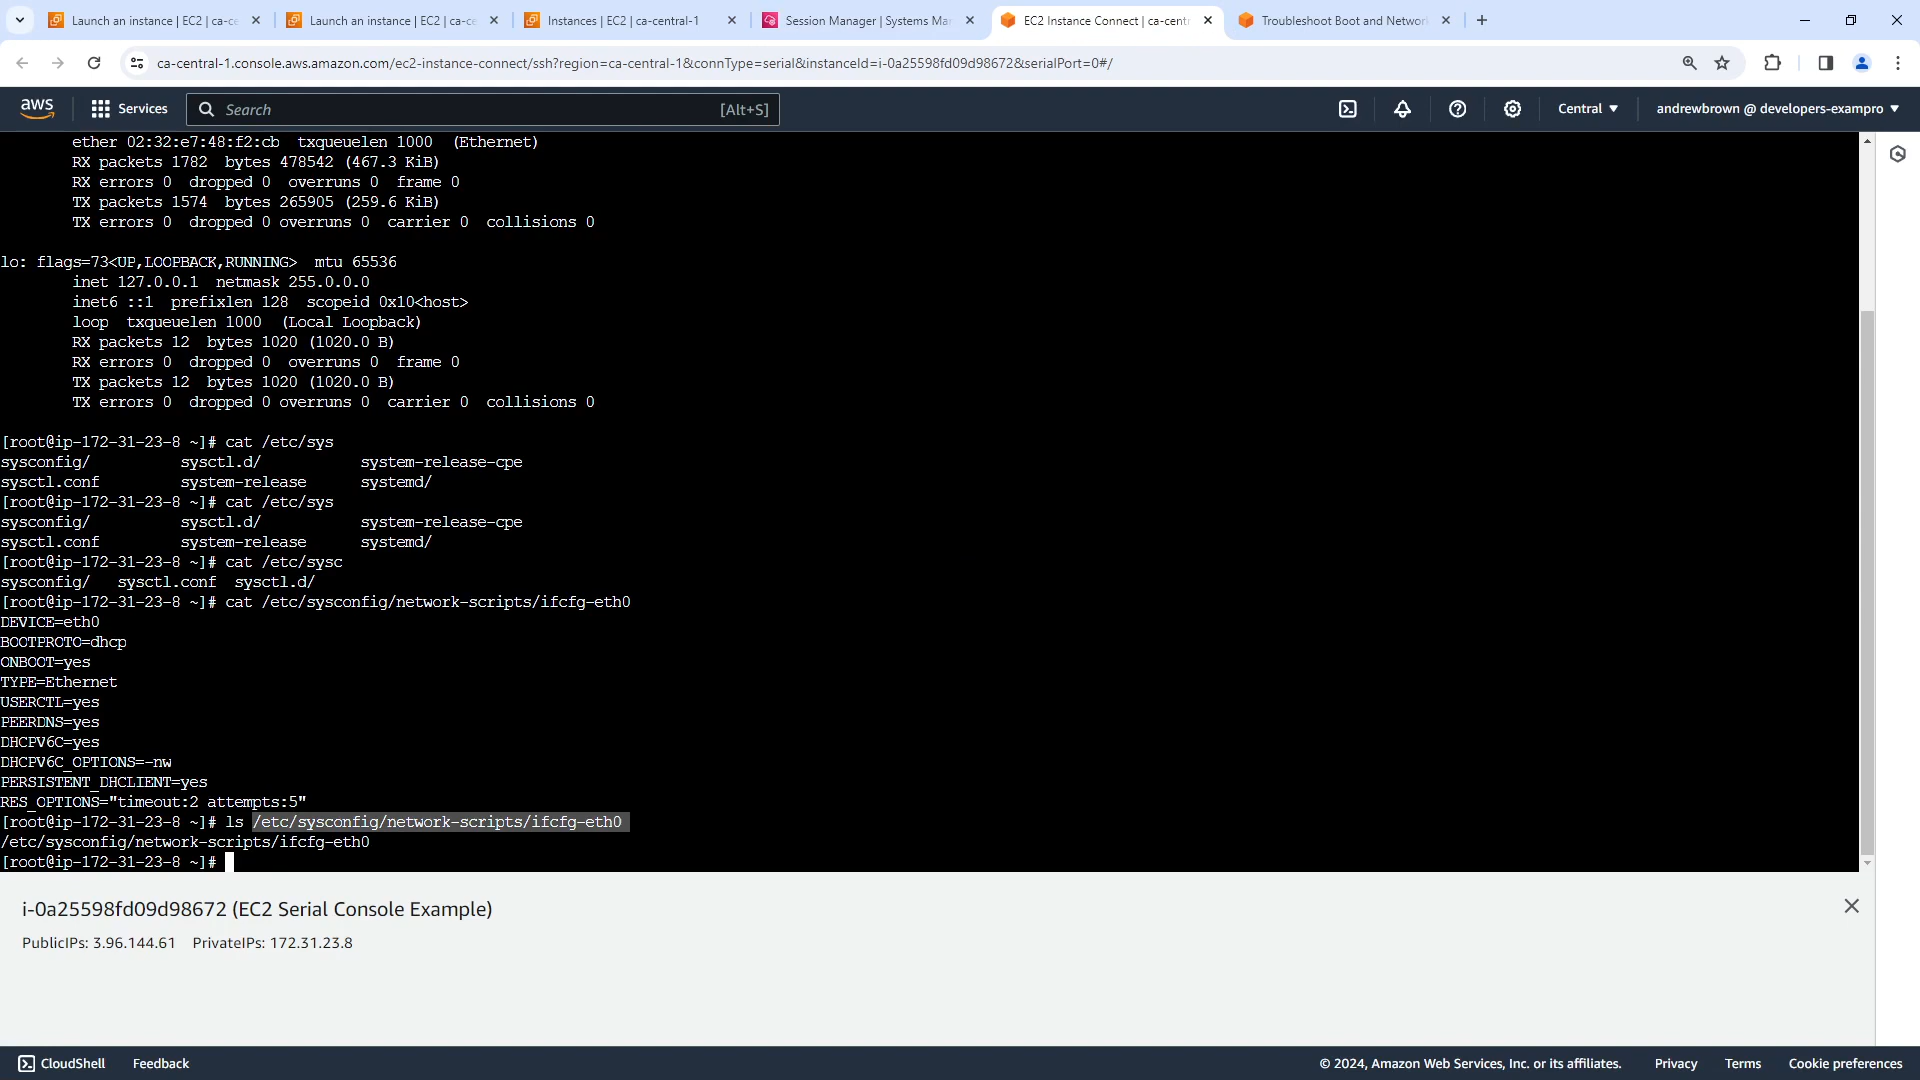 Launch an instance | EC2 | ca-ce
Launch an instance | EC2 | ca-ce
Instances | EC2 | ca-central-1
Session Manager | Systems Ma
EC2 Instance Connect | ca-centr
Troubleshoot Boot and Networ
ca-central-1.console.aws.amazon.com/ec2-instance-connect/ssh?region=ca-central-1&connType=serial&instanceId=i-0a25598fd09d98672&serialPort=0#/
aws
Services
Search
[Alt+S]
Central
andrewbrown @ developers-exampro
ether 02:32:e7:48:f2:cb  txqueuelen 1000  (Ethernet)
RX packets 1782  bytes 478542 (467.3 KiB)
RX errors 0  dropped 0  overruns 0  frame 0
TX packets 1574  bytes 265905 (259.6 KiB)
TX errors 0  dropped 0 overruns 0  carrier 0  collisions 0
lo: flags=73<UP,LOOPBACK,RUNNING>  mtu 65536
inet 127.0.0.1  netmask 255.0.0.0
inet6 ::1  prefixlen 128  scopeid 0x10<host>
loop  txqueuelen 1000  (Local Loopback)
RX packets 12  bytes 1020 (1020.0 B)
RX errors 0  dropped 0  overruns 0  frame 0
TX packets 12  bytes 1020 (1020.0 B)
TX errors 0  dropped 0 overruns 0  carrier 0  collisions 0
[root@ip-172-31-23-8 ~]# cat /etc/sys
sysconfig/          sysctl.d/           system-release-cpe
sysctl.conf         system-release      systemd/
[root@ip-172-31-23-8 ~]# cat /etc/sys
sysconfig/          sysctl.d/           system-release-cpe
sysctl.conf         system-release      systemd/
[root@ip-172-31-23-8 ~]# cat /etc/sysc
sysconfig/   sysctl.conf  sysctl.d/
[root@ip-172-31-23-8 ~]# cat /etc/sysconfig/network-scripts/ifcfg-eth0
DEVICE=eth0
BOOTPROTO=dhcp
ONBOOT=yes
TYPE=Ethernet
USERCTL=yes
PEERDNS=yes
DHCPV6C=yes
DHCPV6C_OPTIONS=-nw
PERSISTENT_DHCLIENT=yes
RES_OPTIONS="timeout:2 attempts:5"
[root@ip-172-31-23-8 ~]# ls /etc/sysconfig/network-scripts/ifcfg-eth0
/etc/sysconfig/network-scripts/ifcfg-eth0
[root@ip-172-31-23-8 ~]#
i-0a25598fd09d98672 (EC2 Serial Console Example)
PublicIPs: 3.96.144.61  PrivateIPs: 172.31.23.8
CloudShell
Feedback
© 2024, Amazon Web Services, Inc. or its affiliates.
Privacy
Terms
Cookie preferences